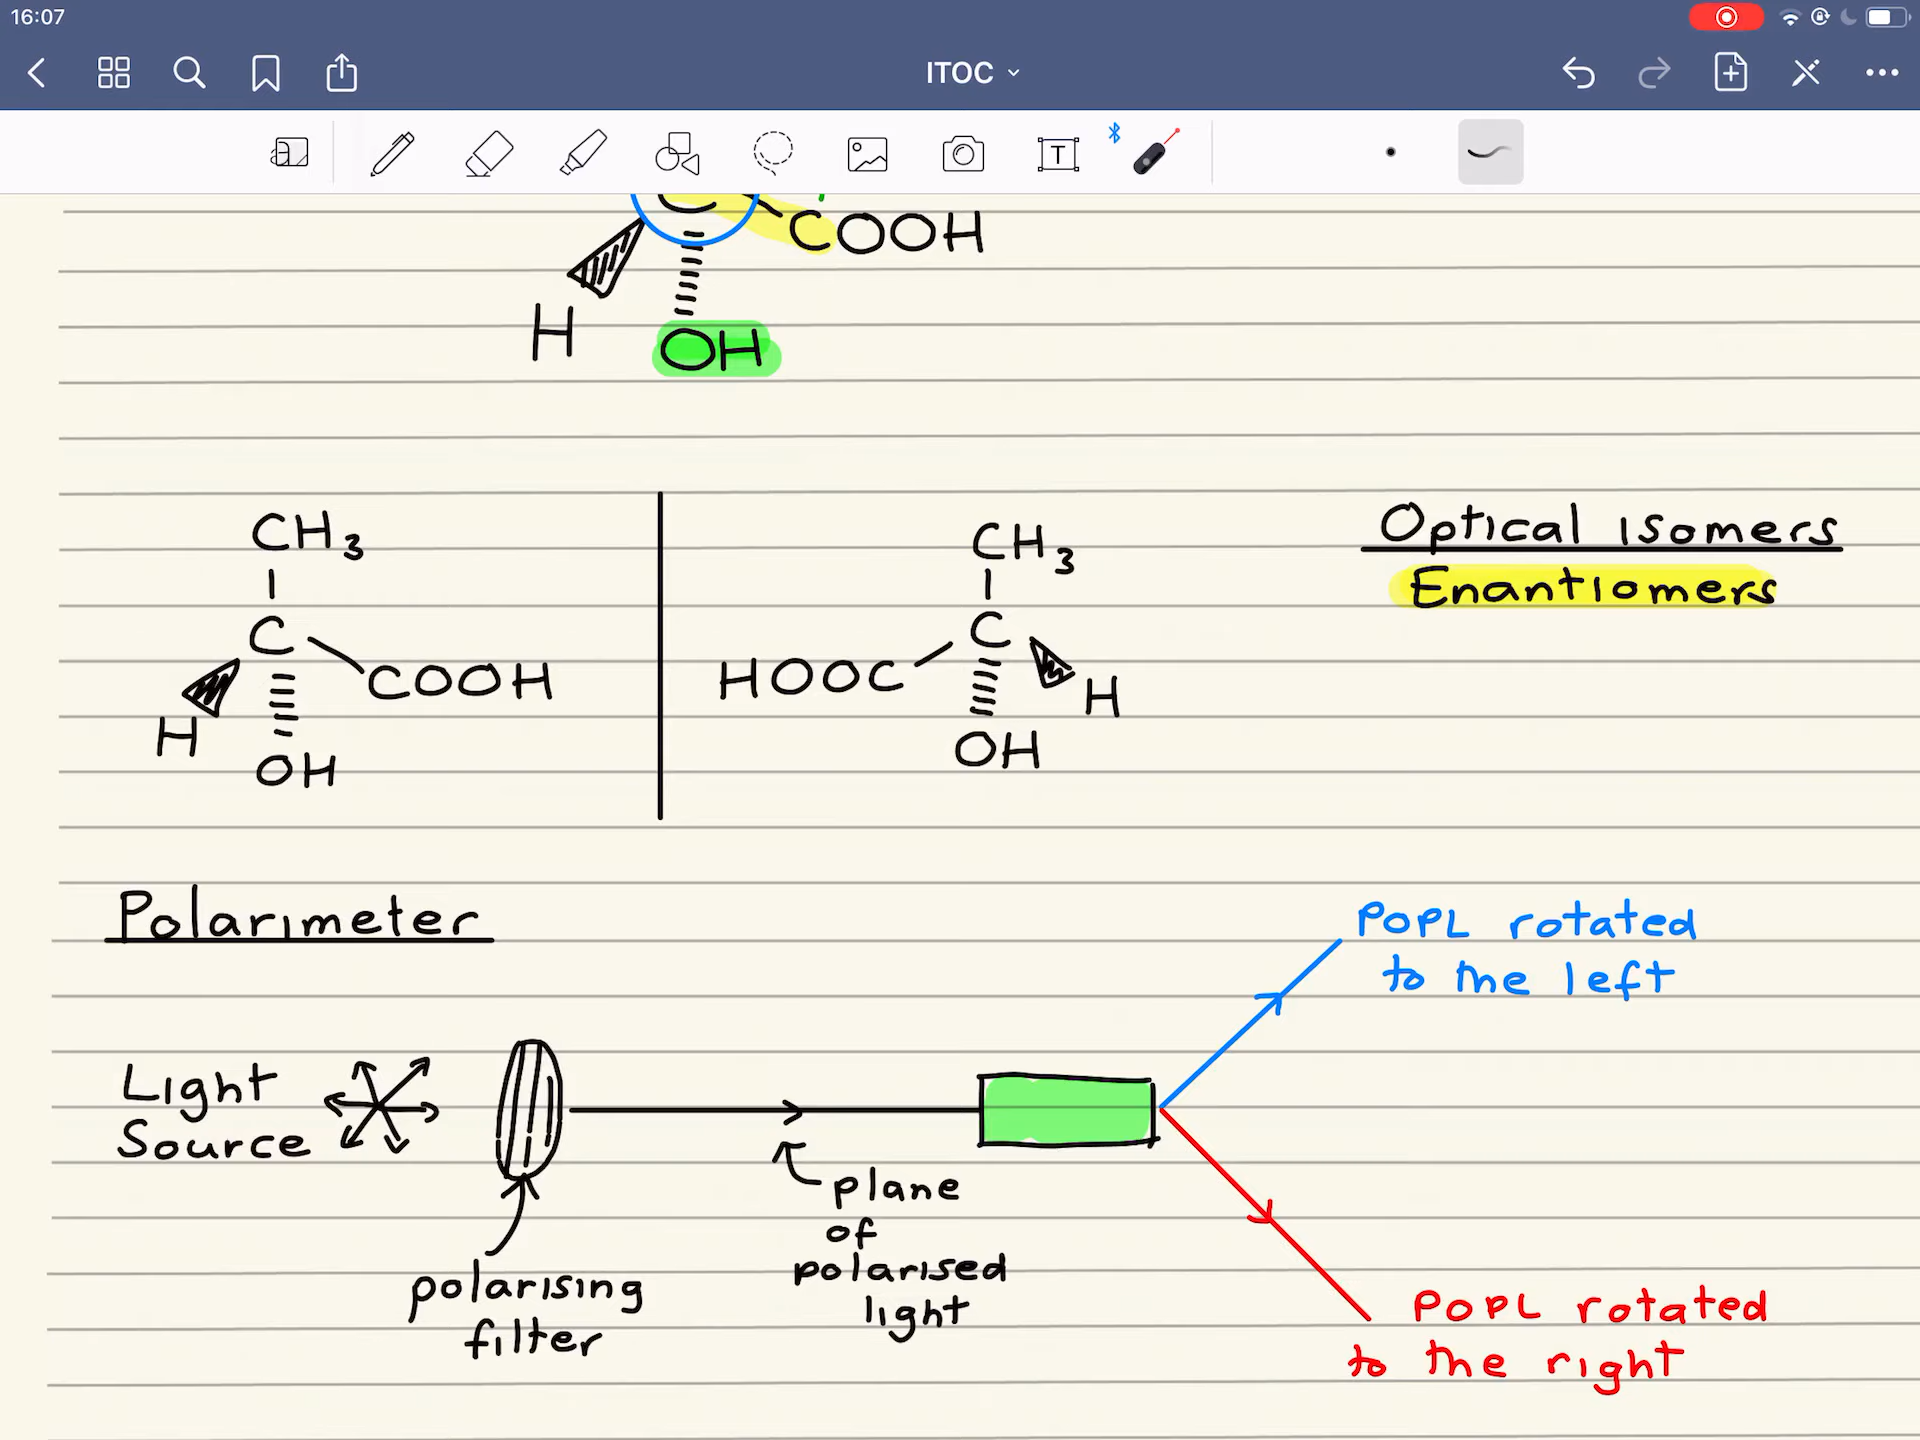 16:07
ITOC
T
C
COOH
H
OH
CH3
C
COOH
H
OH
CH3
C
HOOC
H
OH
Optical isomers
Enantiomers
Polarimeter
POPL rotated
to the left
Light
Source
plane
of
polarised
light
polarising
filter
POPL rotated
to the right